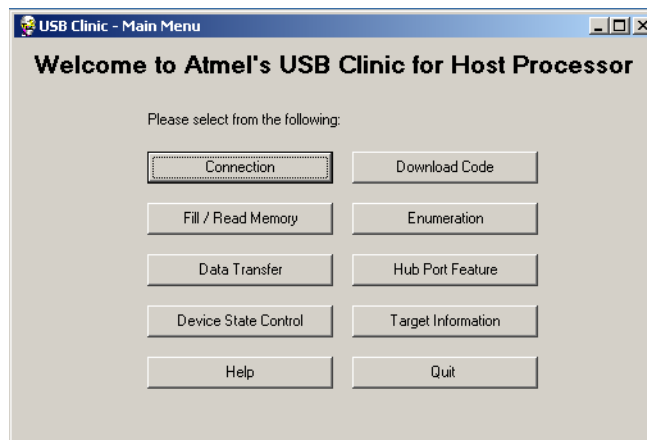 USB Clinic - Main Menu
Welcome to Atmel's USB Clinic for Host Processor
Please select from the following:
Connection
Download Code
Fill / Read Memory
Enumeration
Data Transfer
Hub Port Feature
Device State Control
Target Information
Help
Quit